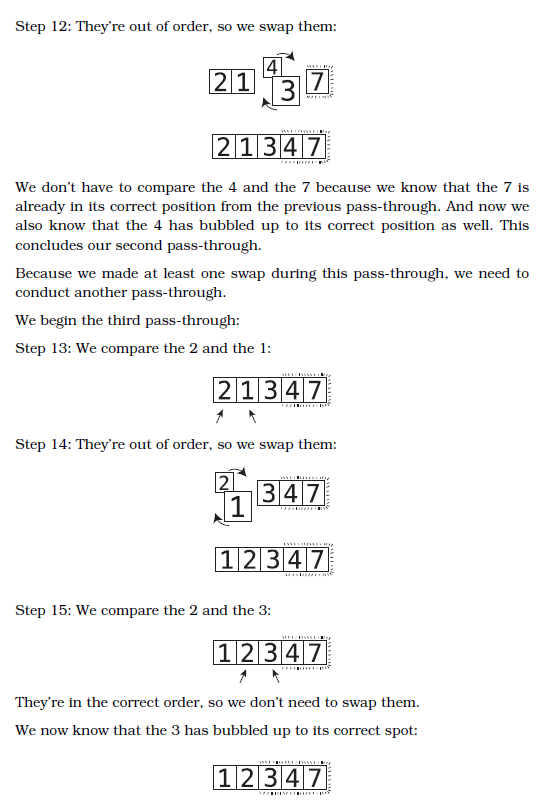 Step 12: They're out of order, so we swap them:
2 1 4 3 7
2 1 3 4 7
We don't have to compare the 4 and the 7 because we know that the 7 is
already in its correct position from the previous pass-through. And now we
also know that the 4 has bubbled up to its correct position as well. This
concludes our second pass-through.
Because we made at least one swap during this pass-through, we need to
conduct another pass-through.
We begin the third pass-through:
Step 13: We compare the 2 and the 1:
2 1 3 4 7
Step 14: They're out of order, so we swap them:
2 1 3 4 7
1 2 3 4 7
Step 15: We compare the 2 and the 3:
1 2 3 4 7
They're in the correct order, so we don't need to swap them.
We now know that the 3 has bubbled up to its correct spot:
1 2 3 4 7